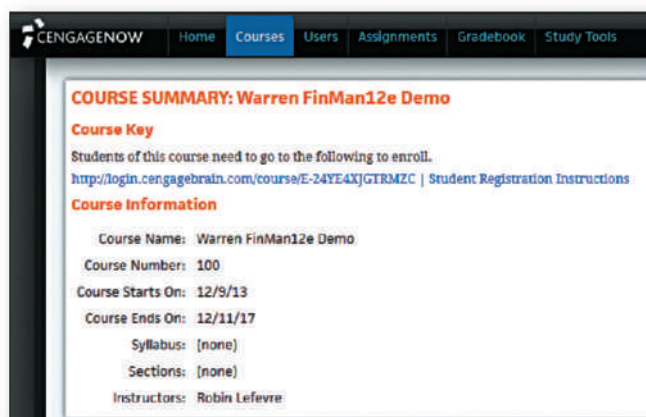 CENGAGENOW Home Courses Users Assignments Gradebook Study Tools
COURSE SUMMARY: Warren FinMan12e Demo
Course Key
Students of this course need to go to the following to enroll.
http://login.cengagebrain.com/course/E-24YE4XJGTRMZC | Student Registration Instructions
Course Information
Course Name: Warren FinMan12e Demo
Course Number: 100
Course Starts On: 12/9/13
Course Ends On: 12/11/17
Syllabus: (none)
Sections: (none)
Instructors: Robin Lefevre